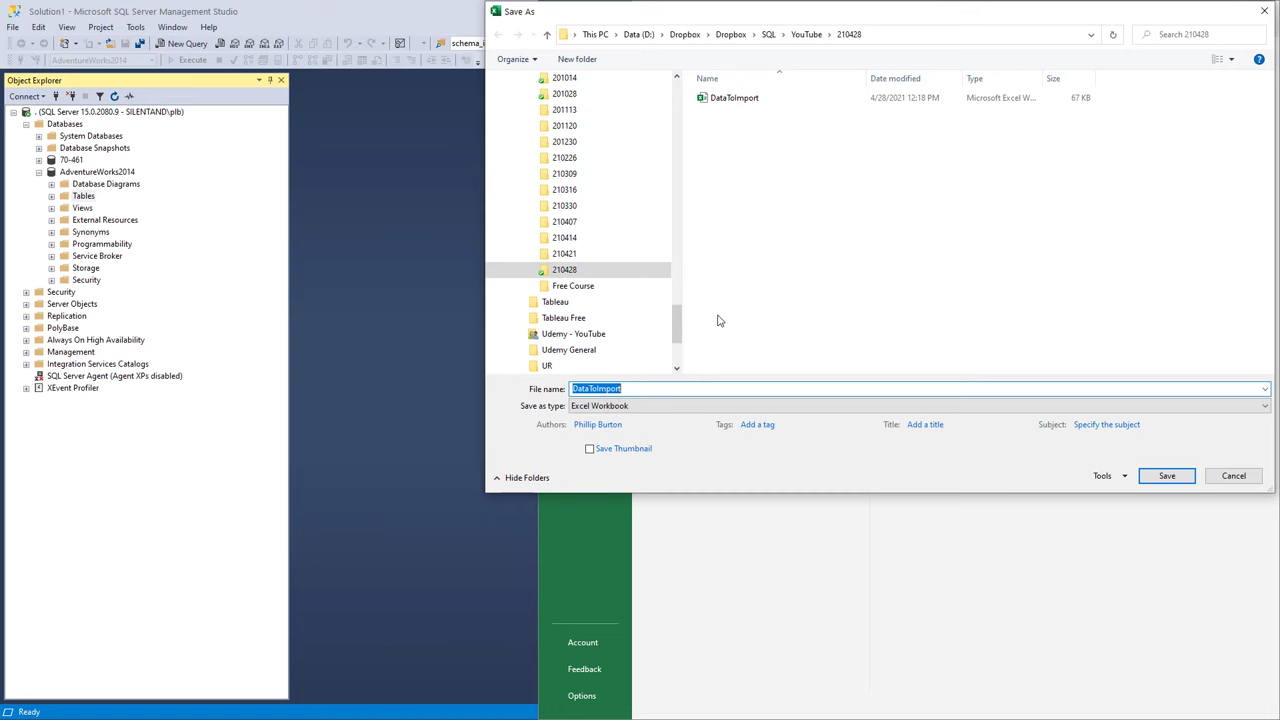 Solution1 - Microsoft SQL Server Management Studio
File Edit View Project Tools Window Help
New Query schema_i
AdventureWorks2014 Execute
Object Explorer
Connect
. (SQL Server 15.0.2080.9 - SILENTAND\plb)
Databases
System Databases
Database Snapshots
70-461
AdventureWorks2014
Database Diagrams
Tables
Views
External Resources
Synonyms
Programmability
Service Broker
Storage
Security
Security
Server Objects
Replication
PolyBase
Always On High Availability
Management
Integration Services Catalogs
SQL Server Agent (Agent XPs disabled)
XEvent Profiler
Ready
Save As
This PC > Data (D:) > Dropbox > Dropbox > SQL > YouTube > 210428
Search 210428
Organize
New folder
201014
201028
201113
201120
201230
210226
210309
210316
210330
210407
210414
210421
210428
Free Course
Tableau
Tableau Free
Udemy - YouTube
Udemy General
UR
Name Date modified Type Size
DataToImport 4/28/2021 12:18 PM Microsoft Excel W... 67 KB
File name: DataToImport
Save as type: Excel Workbook
Authors: Phillip Burton Tags: Add a tag Title: Add a title Subject: Specify the subject
Save Thumbnail
Hide Folders
Tools
Save
Cancel
Account
Feedback
Options